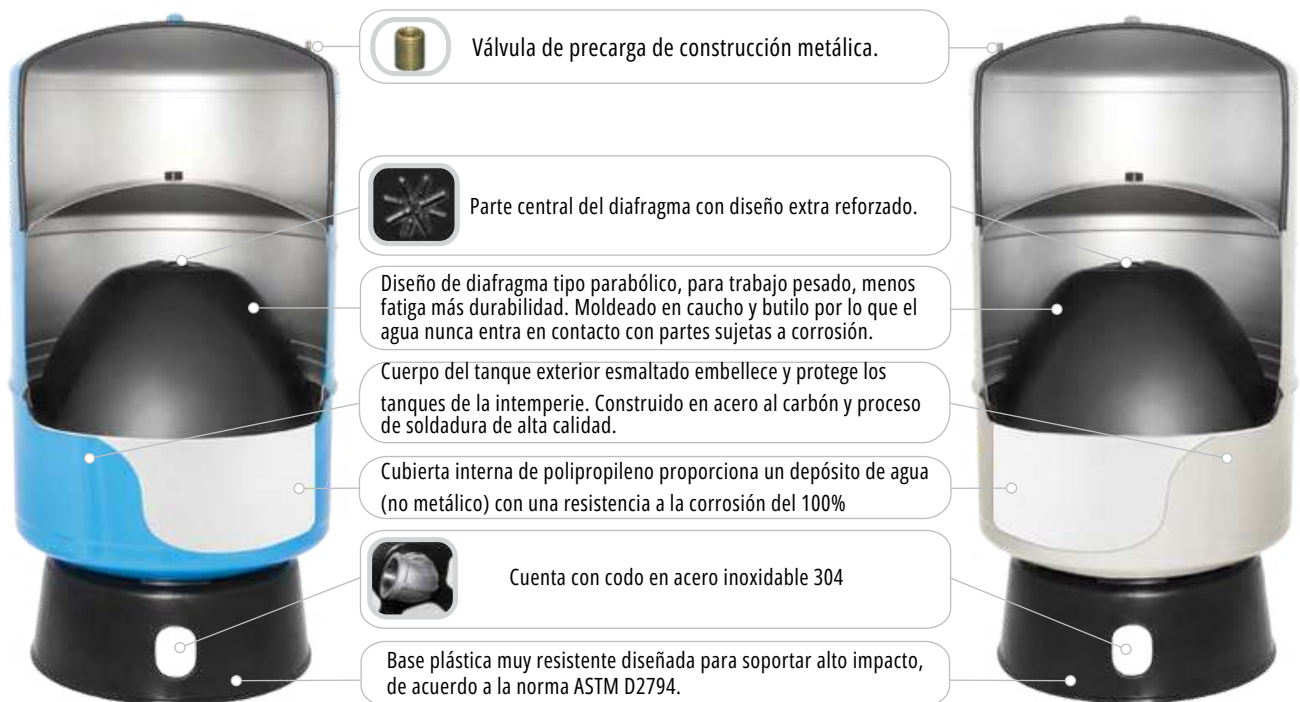 Válvula de precarga de construcción metálica.
Parte central del diafragma con diseño extra reforzado.
Diseño de diafragma tipo parabólico, para trabajo pesado, menos
fatiga más durabilidad. Moldeado en caucho y butilo por lo que el
agua nunca entra en contacto con partes sujetas a corrosión.
Cuerpo del tanque exterior esmaltado embellece y protege los
tanques de la intemperie. Construido en acero al carbón y proceso
de soldadura de alta calidad.
Cubierta interna de polipropileno proporciona un depósito de agua
(no metálico) con una resistencia a la corrosión del 100%
Cuenta con codo en acero inoxidable 304
Base plástica muy resistente diseñada para soportar alto impacto,
de acuerdo a la norma ASTM D2794.